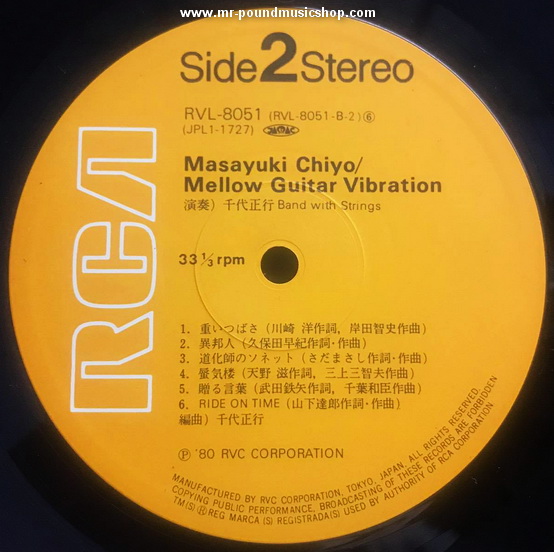 www.mr-poundmusicshop.com
Side2Stereo
RVL-8051 (RVL-8051-B-2)⑥
(JPL1-1727)
RCA
Masayuki Chiyo/
Mellow Guitar Vibration
演奏) 千代正行 Band with Strings
33 1/3 rpm
1. 重いつばさ (川崎 洋作詞, 岸田智史作曲)
2. 異邦人 (久保田早紀作詞・作曲)
3. 道化師のソネット (さだまさし作詞・作曲)
4. 蜃気楼 (天野 滋作詞, 三上三智夫作曲)
5. 贈る言葉 (武田鉄矢作詞, 千葉和臣作曲)
6. RIDE ON TIME (山下達郎作詞・作曲)
編曲) 千代正行
Ⓟ '80 RVC CORPORATION
MANUFACTURED BY RVC CORPORATION, TOKYO, JAPAN. ALL RIGHTS RESERVED.
COPYING PUBLIC PERFORMANCE, BROADCASTING OF THESE RECORDS ARE FORBIDDEN
TM(S) ® REG MARCA (S) REGISTRADA(S) USED BY AUTHORITY OF RCA CORPORATION